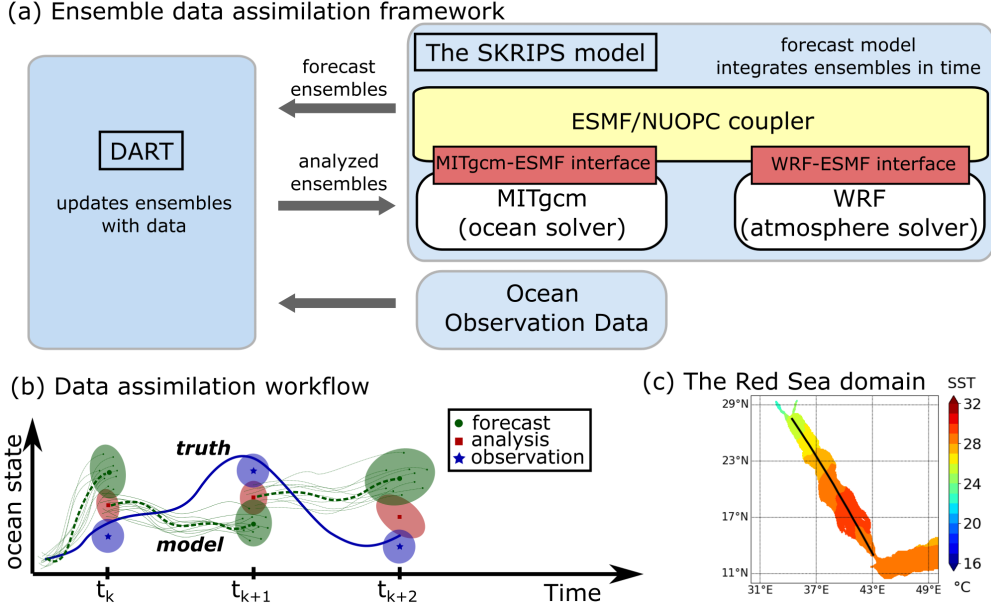 (a) Ensemble data assimilation framework
The SKRIPS model
forecast model
integrates ensembles in time
forecast
ensembles
ESMF/NUOPC coupler
DART
updates ensembles
with data
analyzed
ensembles
MITgcm-ESMF interface
WRF-ESMF interface
MITgcm
(ocean solver)
WRF
(atmosphere solver)
Ocean
Observation Data
(b) Data assimilation workflow
ocean state
truth
model
forecast
analysis
observation
t_k
t_{k+1}
t_{k+2}
Time
(c) The Red Sea domain
SST
29°N
23°N
17°N
11°N
31°E
37°E
43°E
49°E
32
28
24
20
16
°C